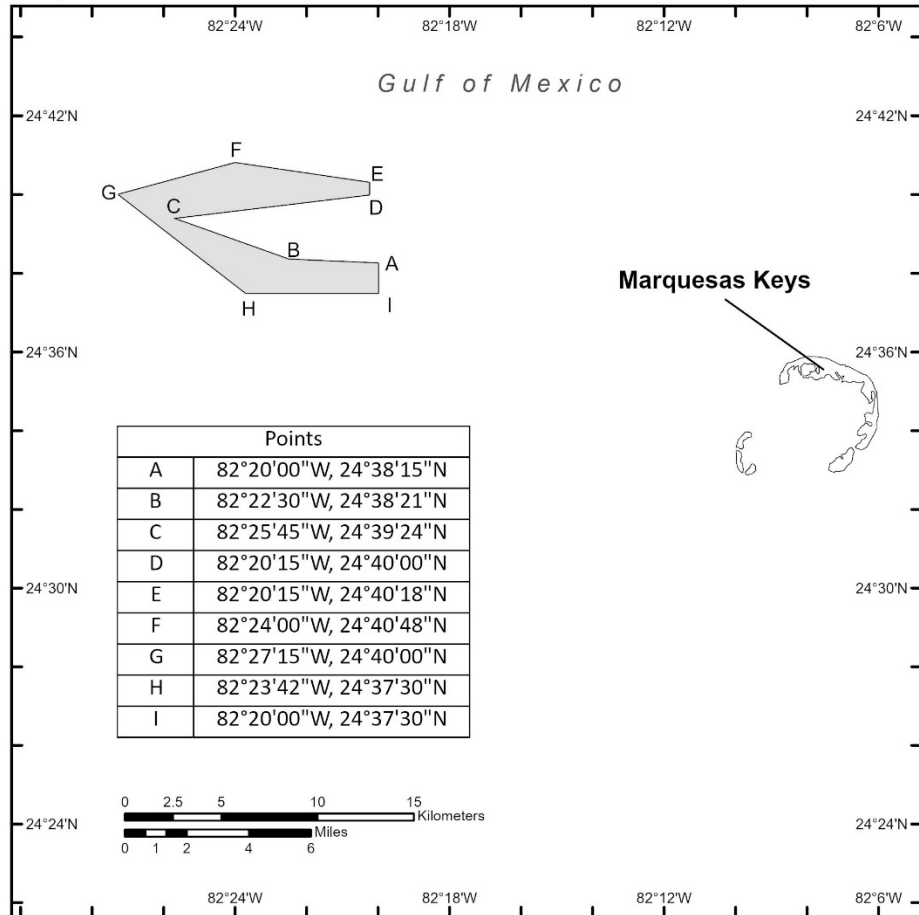 82°24'W 82°18'W 82°12'W 82°6'W
Gulf of Mexico
24°42'N 24°42'N
F
E
G
D
C
B
A
H
I
Marquesas Keys
24°36'N 24°36'N
Points
A 82°20'00"W, 24°38'15"N
B 82°22'30"W, 24°38'21"N
C 82°25'45"W, 24°39'24"N
D 82°20'15"W, 24°40'00"N
E 82°20'15"W, 24°40'18"N
F 82°24'00"W, 24°40'48"N
G 82°27'15"W, 24°40'00"N
H 82°23'42"W, 24°37'30"N
I 82°20'00"W, 24°37'30"N
24°30'N 24°30'N
0 2.5 5 10 15
Kilometers
Miles
0 1 2 4 6
24°24'N 24°24'N
82°24'W 82°18'W 82°12'W 82°6'W